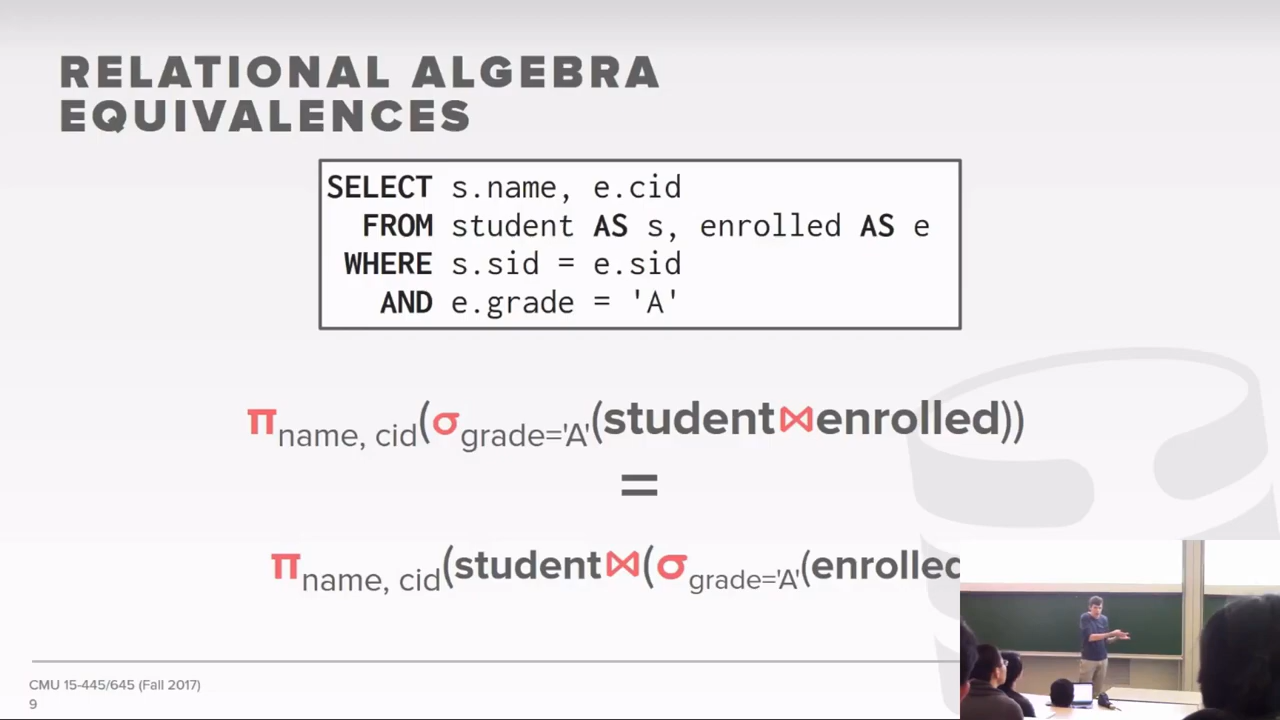 RELATIONAL ALGEBRA
EQUIVALENCES
SELECT s.name, e.cid
FROM student AS s, enrolled AS e
WHERE s.sid = e.sid
AND e.grade = 'A'
π name, cid(σ grade='A'(student⋈enrolled))
=
π name, cid(student⋈(σ grade='A'(enrolled
CMU 15-445/645 (Fall 2017)
9